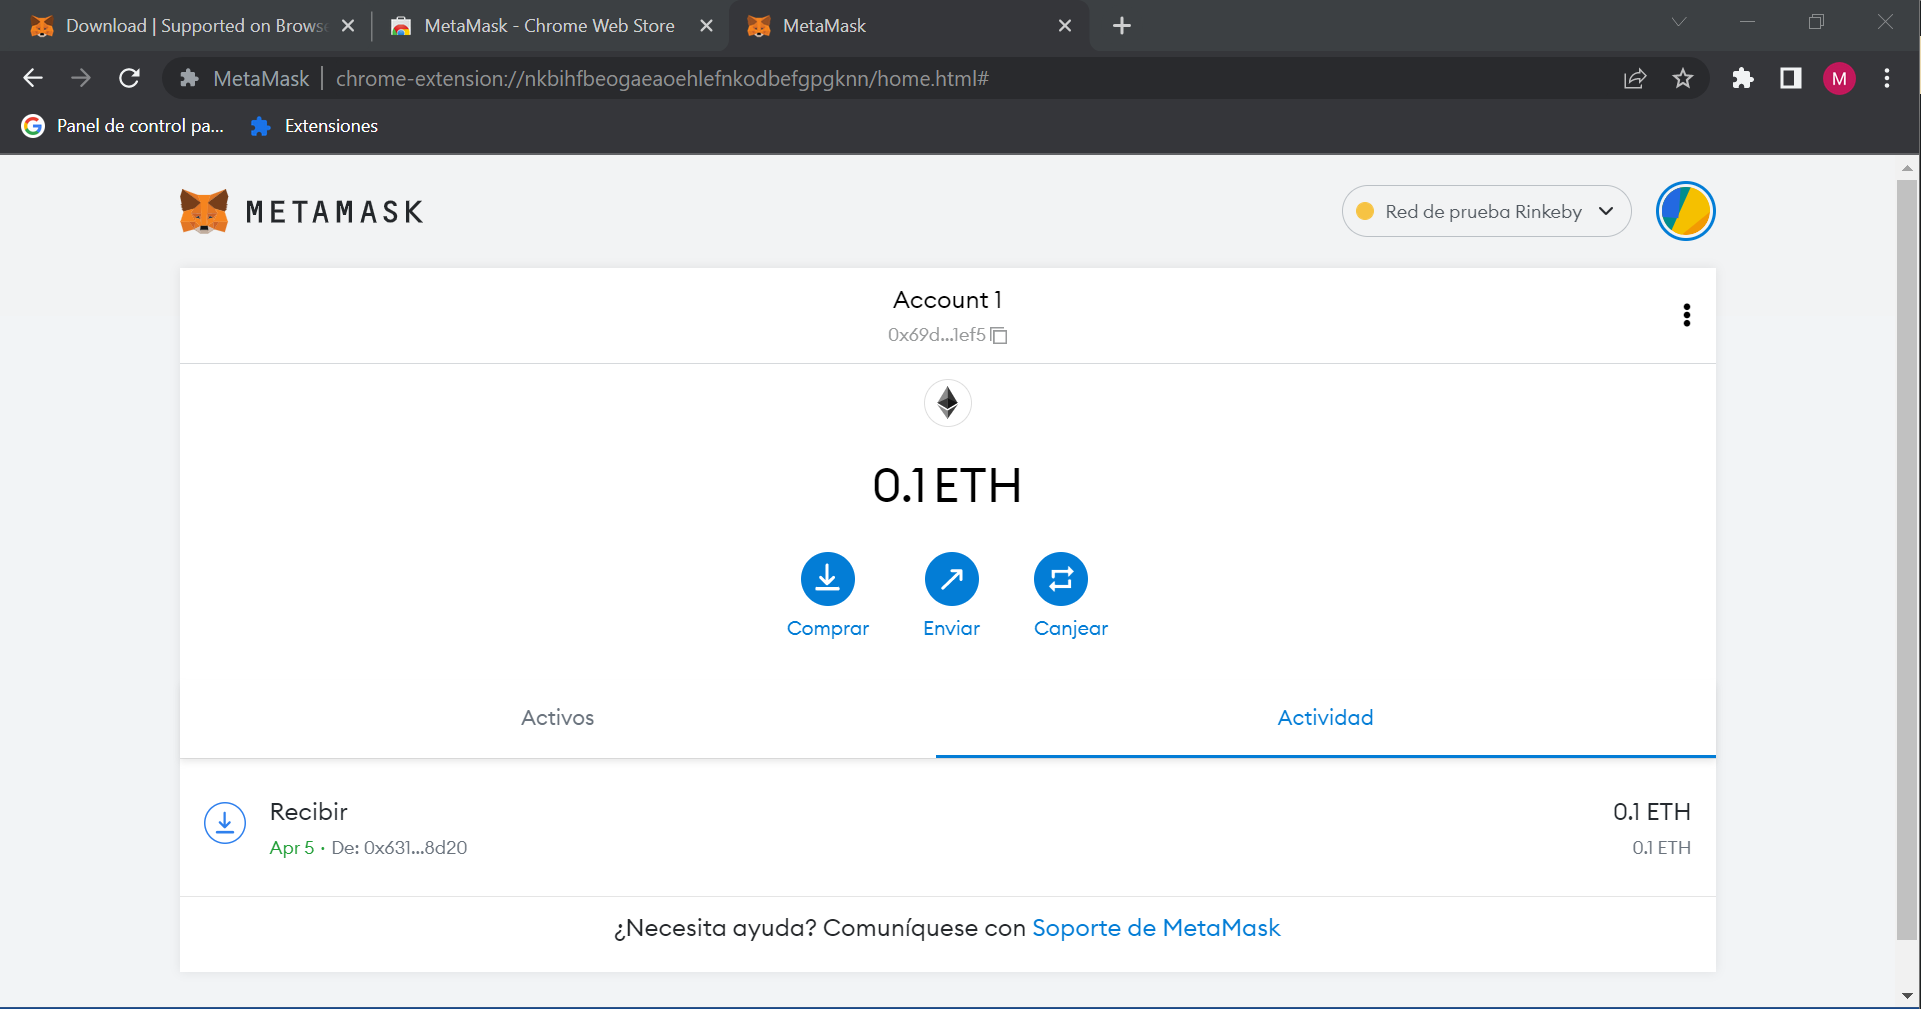 Download | Supported on Brows
MetaMask - Chrome Web Store
MetaMask
MetaMask | chrome-extension://nkbihfbeogaeaoehlefnkodbefgpgknn/home.html#
M
Panel de control pa...
Extensiones
METAMASK
Red de prueba Rinkeby
Account 1
0x69d...1ef5
0.1 ETH
Comprar
Enviar
Canjear
Activos
Actividad
Recibir
0.1 ETH
Apr 5 · De: 0x631...8d20
0.1 ETH
¿Necesita ayuda? Comuníquese con Soporte de MetaMask